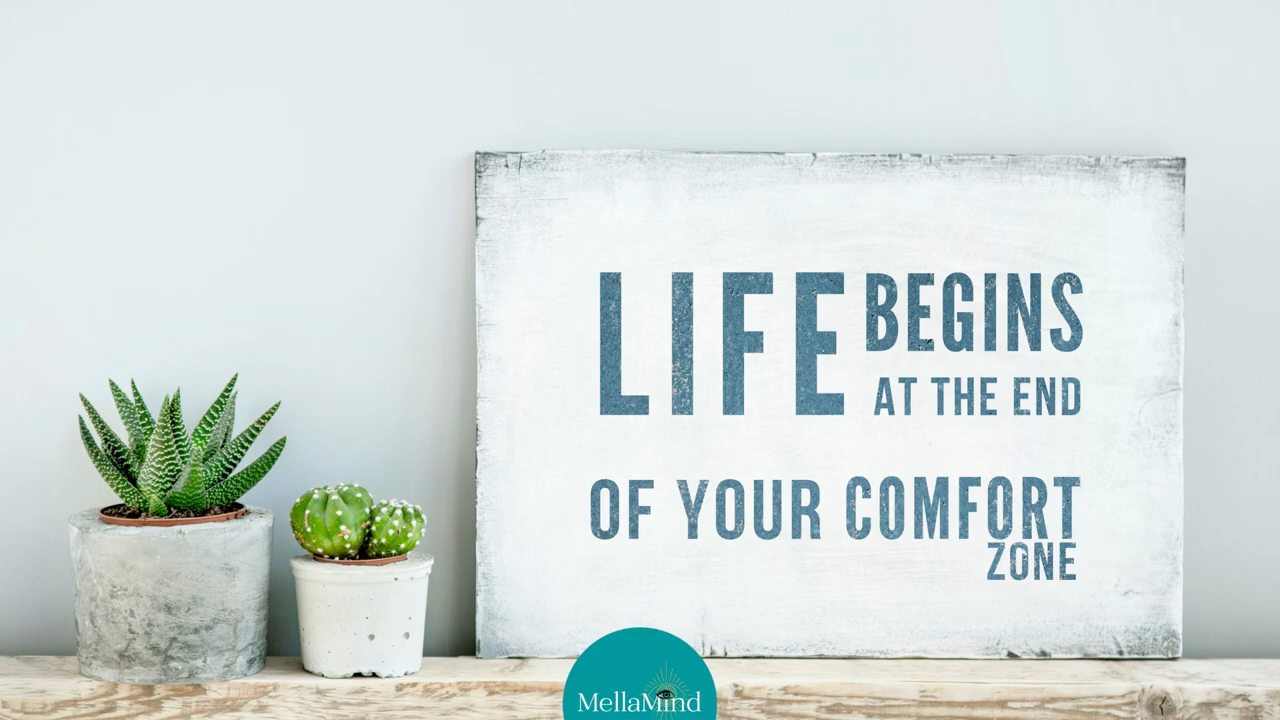 LIFE BEGINS
AT THE END
OF YOUR COMFORT
ZONE
MellaMind